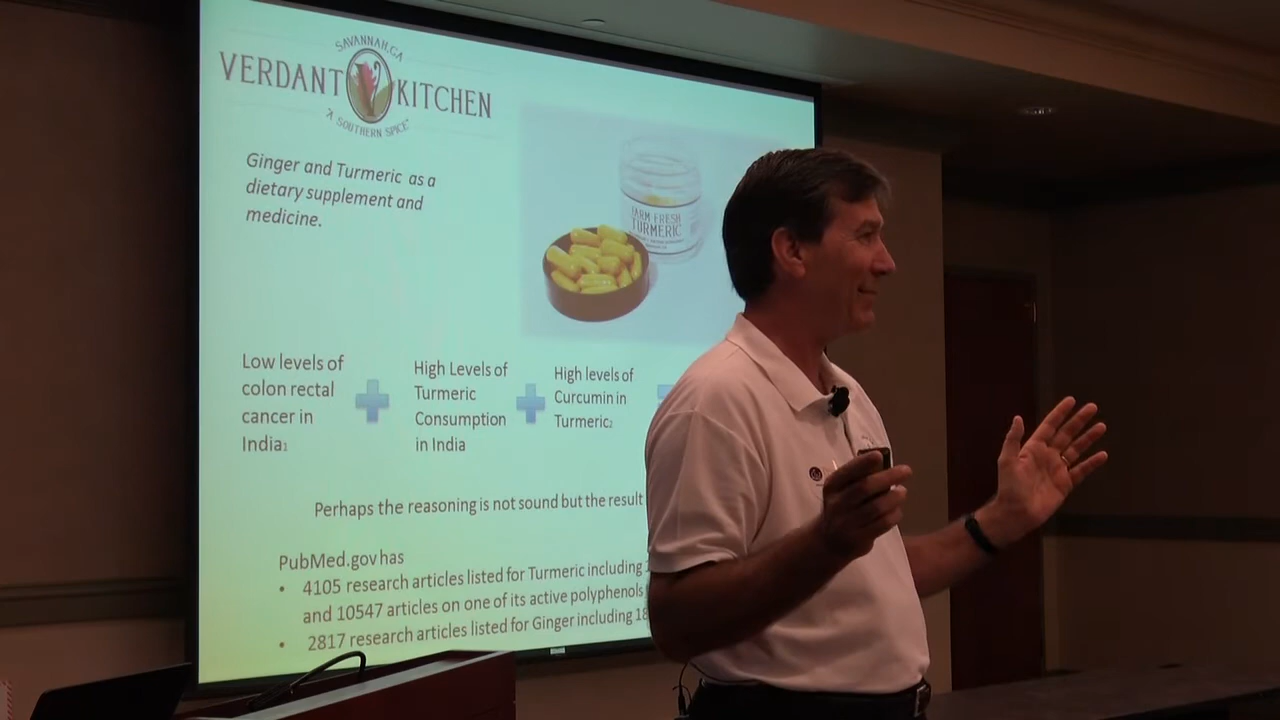 SAVANNAH, GA
VERDANT KITCHEN
"A SOUTHERN SPICE"
Ginger and Turmeric as a
dietary supplement and
medicine.
FARM FRESH
TURMERIC
Low levels of
colon rectal
cancer in
India1
High Levels of
Turmeric
Consumption
in India
High levels of
Curcumin in
Turmeric2
Perhaps the reasoning is not sound but the result
PubMed.gov has
• 4105 research articles listed for Turmeric including
and 10547 articles on one of its active polyphenols
• 2817 research articles listed for Ginger including 18